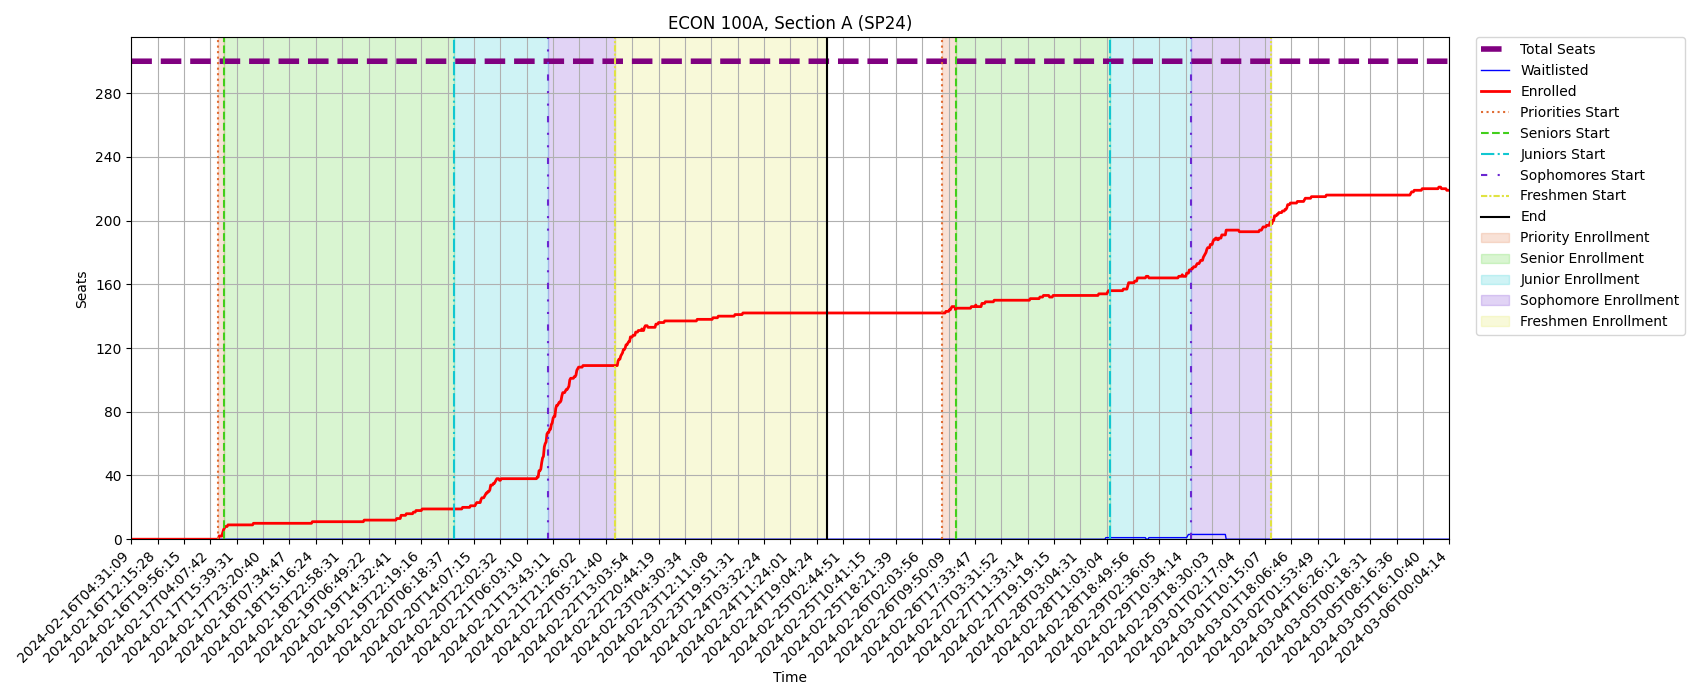 ECON 100A, Section A (SP24)
Seats
280
240
200
160
120
80
40
0
2024-02-16T04:31:09
2024-02-16T12:15:28
2024-02-16T19:56:15
2024-02-17T04:07:42
2024-02-17T15:39:31
2024-02-17T23:20:40
2024-02-18T07:34:47
2024-02-18T15:16:24
2024-02-18T22:58:31
2024-02-19T06:49:22
2024-02-19T14:32:41
2024-02-19T22:19:16
2024-02-20T06:18:37
2024-02-20T14:07:15
2024-02-20T22:02:32
2024-02-21T06:03:10
2024-02-21T13:43:11
2024-02-21T21:26:02
2024-02-22T05:21:40
2024-02-22T13:03:54
2024-02-22T20:44:19
2024-02-23T04:30:34
2024-02-23T12:11:08
2024-02-23T19:51:31
2024-02-24T03:32:24
2024-02-24T11:24:01
2024-02-24T19:04:24
2024-02-25T02:44:51
2024-02-25T10:41:15
2024-02-25T18:21:39
2024-02-26T02:03:56
2024-02-26T09:50:09
2024-02-26T17:33:47
2024-02-27T03:31:52
2024-02-27T11:33:14
2024-02-27T19:19:15
2024-02-28T03:04:31
2024-02-28T11:03:04
2024-02-28T18:49:56
2024-02-29T02:36:05
2024-02-29T10:34:14
2024-02-29T18:30:03
2024-03-01T02:17:04
2024-03-01T10:15:07
2024-03-01T18:06:46
2024-03-02T01:53:49
2024-03-04T16:26:12
2024-03-05T00:18:31
2024-03-05T08:16:36
2024-03-05T16:10:40
2024-03-06T00:04:14
Time
Total Seats
Waitlisted
Enrolled
Priorities Start
Seniors Start
Juniors Start
Sophomores Start
Freshmen Start
End
Priority Enrollment
Senior Enrollment
Junior Enrollment
Sophomore Enrollment
Freshmen Enrollment